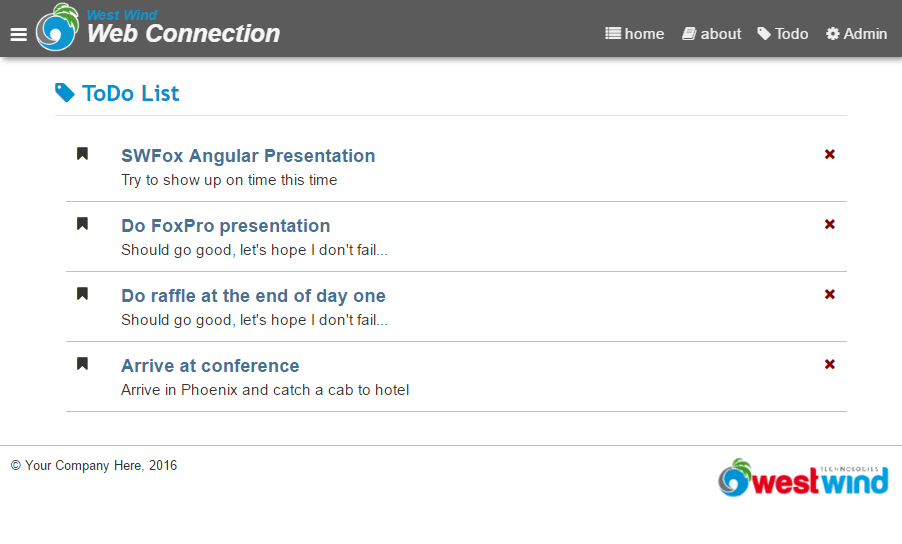 West Wind
Web Connection
home about Todo Admin
ToDo List
SWFox Angular Presentation
Try to show up on time this time
Do FoxPro presentation
Should go good, let's hope I don't fail...
Do raffle at the end of day one
Should go good, let's hope I don't fail...
Arrive at conference
Arrive in Phoenix and catch a cab to hotel
© Your Company Here, 2016
TECHNOLOGIES
westwind